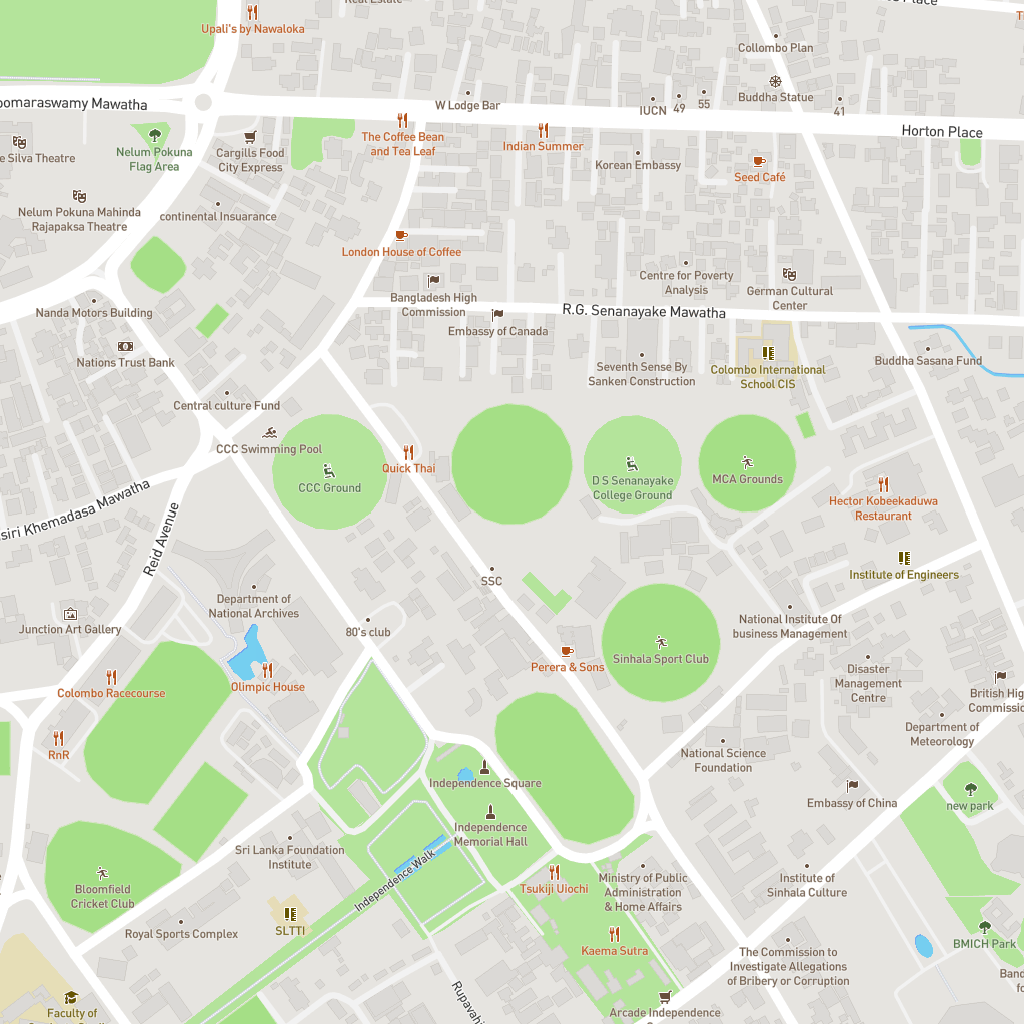 Real Estate
Place
Upali's by Nawaloka
Collombo Plan
Buddha Statue
oomaraswamy Mawatha
W Lodge Bar
IUCN
49
55
41
Horton Place
The Coffee Bean
and Tea Leaf
Indian Summer
Korean Embassy
Seed Café
Nelum Pokuna
Flag Area
Cargills Food
City Express
e Silva Theatre
Nelum Pokuna Mahinda
Rajapaksa Theatre
continental Insuarance
London House of Coffee
Centre for Poverty
Analysis
German Cultural
Center
Bangladesh High
Commission
Nanda Motors Building
R.G. Senanayake Mawatha
Embassy of Canada
Nations Trust Bank
Seventh Sense By
Sanken Construction
Colombo International
School CIS
Buddha Sasana Fund
Central culture Fund
CCC Swimming Pool
Quick Thai
CCC Ground
D S Senanayake
College Ground
MCA Grounds
Hector Kobeekaduwa
Restaurant
siri Khemadasa Mawatha
Reid Avenue
Institute of Engineers
SSC
Department of
National Archives
Junction Art Gallery
80's club
National Institute Of
business Management
Sinhala Sport Club
Perera & Sons
Colombo Racecourse
Olimpic House
Disaster
Management
Centre
British High
Commissio
Department of
Meteorology
RnR
National Science
Foundation
Independence Square
Embassy of China
new park
Independence
Memorial Hall
Sri Lanka Foundation
Institute
Independence Walk
Bloomfield
Cricket Club
Tsukiji Uiochi
Ministry of Public
Administration
& Home Affairs
Institute of
Sinhala Culture
Royal Sports Complex
SLTTI
Kaema Sutra
BMICH Park
The Commission to
Investigate Allegations
of Bribery or Corruption
Rupavahi
Faculty of
Arcade Independence